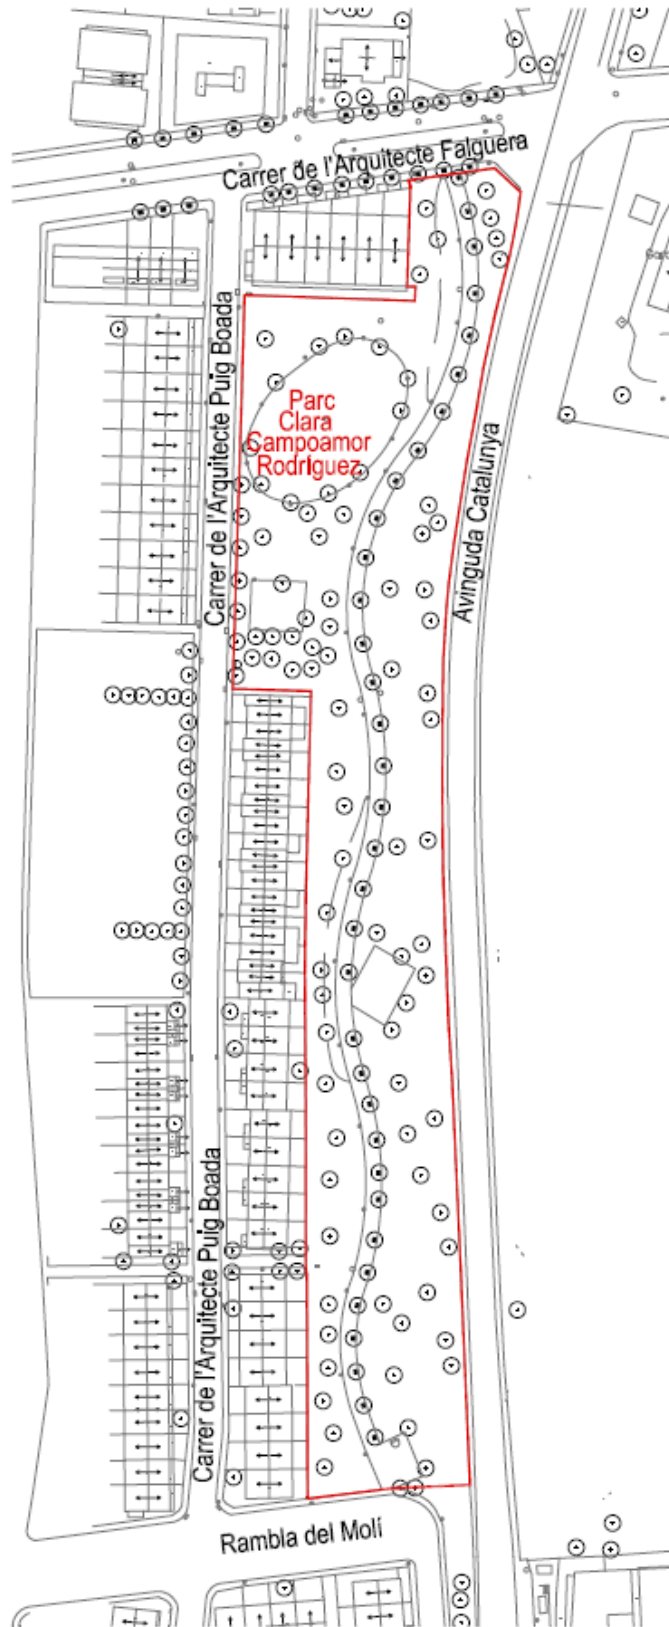 Carrer de l'Arquitecte Falguera
Carrer de l'Arquitecte Puig Boada
Parc
Clara
Campoamor
Rodríguez
Avinguda Catalunya
Carrer de l'Arquitecte Puig Boada
Rambla del Molí